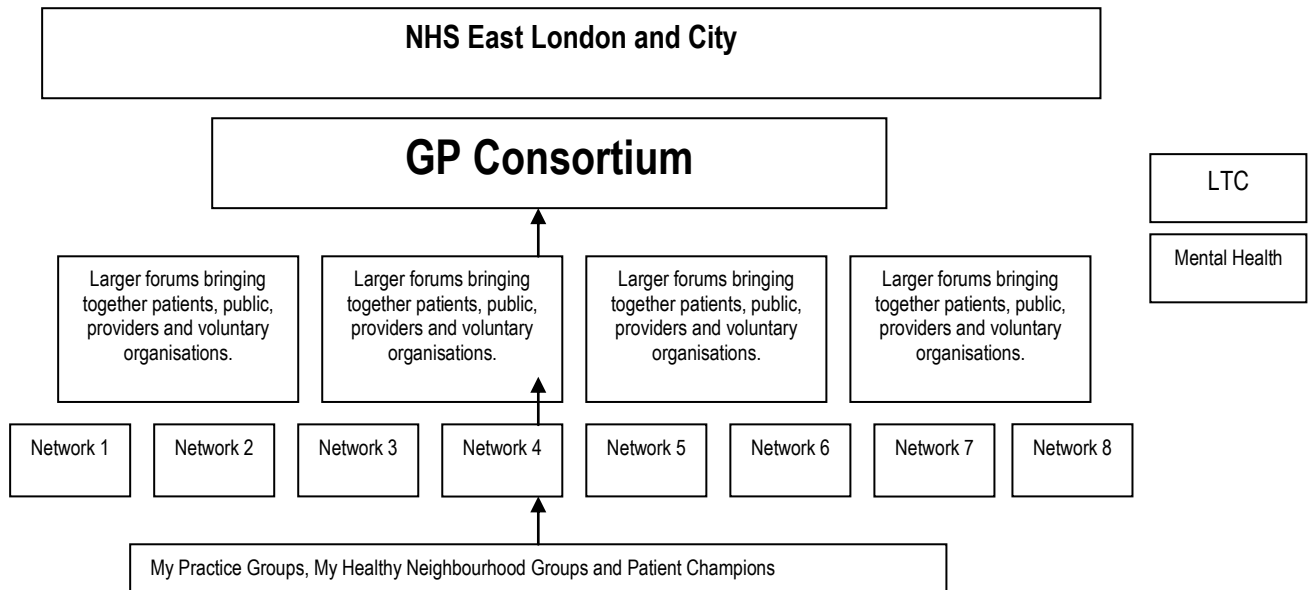 NHS East London and City
GP Consortium
LTC
Mental Health
Larger forums bringing
together patients, public,
providers and voluntary
organisations.
Larger forums bringing
together patients, public,
providers and voluntary
organisations.
Larger forums bringing
together patients, public,
providers and voluntary
organisations.
Larger forums bringing
together patients, public,
providers and voluntary
organisations.
Network 1
Network 2
Network 3
Network 4
Network 5
Network 6
Network 7
Network 8
My Practice Groups, My Healthy Neighbourhood Groups and Patient Champions